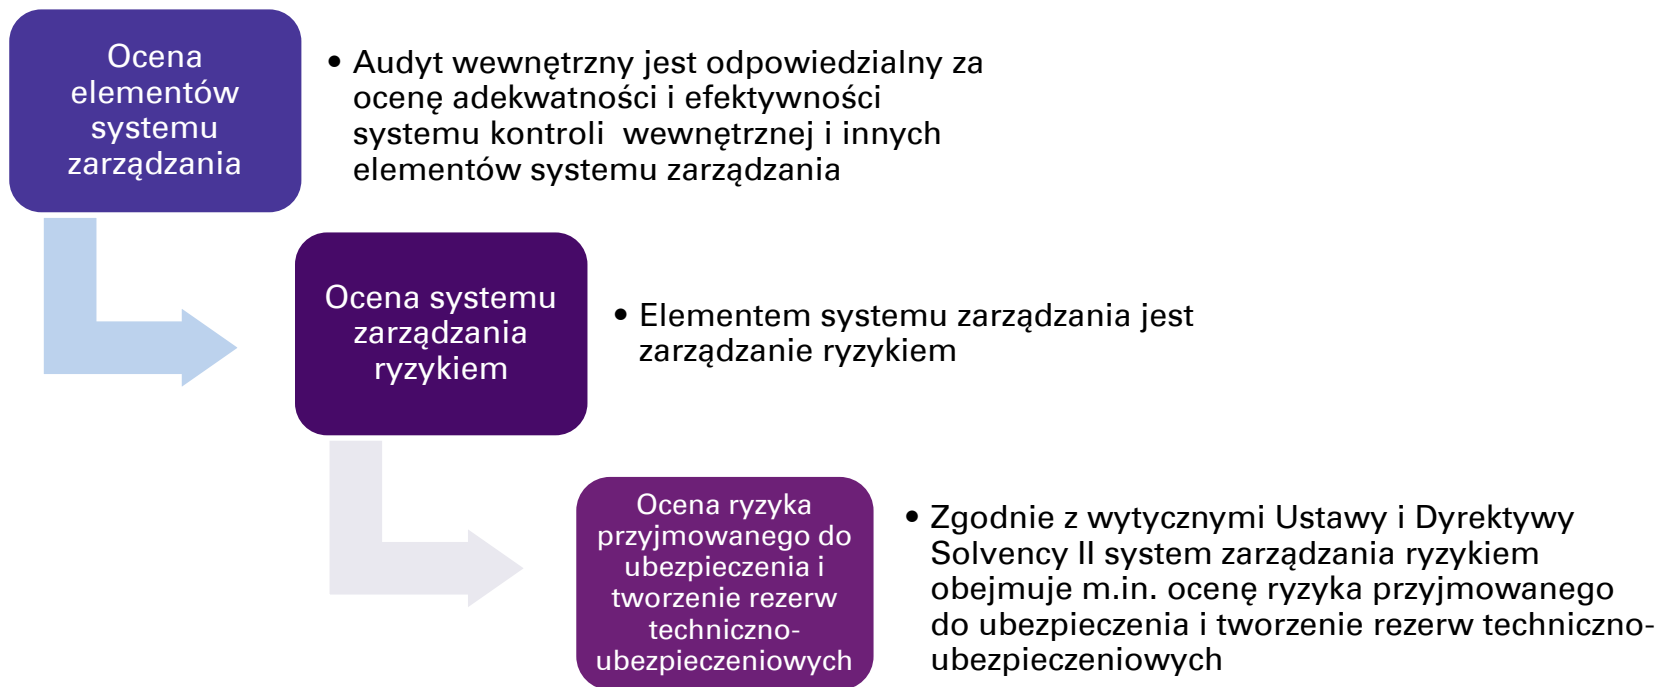 Ocena
elementów
systemu
zarządzania
• Audyt wewnętrzny jest odpowiedzialny za
ocenę adekwatności i efektywności
systemu kontroli  wewnętrznej i innych
elementów systemu zarządzania
Ocena systemu
zarządzania
ryzykiem
• Elementem systemu zarządzania jest
zarządzanie ryzykiem
Ocena ryzyka
przyjmowanego do
ubezpieczenia i
tworzenie rezerw
techniczno-
ubezpieczeniowych
• Zgodnie z wytycznymi Ustawy i Dyrektywy
Solvency II system zarządzania ryzykiem
obejmuje m.in. ocenę ryzyka przyjmowanego
do ubezpieczenia i tworzenie rezerw techniczno-
ubezpieczeniowych